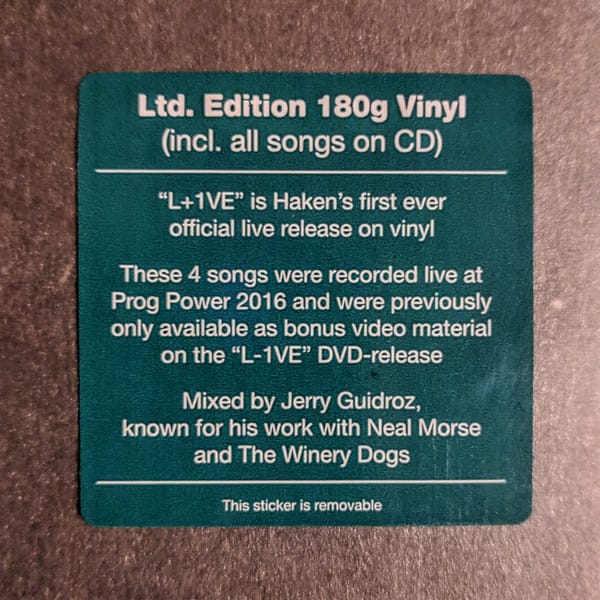 Ltd. Edition 180g Vinyl
(incl. all songs on CD)
“L+1VE” is Haken’s first ever
official live release on vinyl
These 4 songs were recorded live at
Prog Power 2016 and were previously
only available as bonus video material
on the “L-1VE” DVD-release
Mixed by Jerry Guidroz,
known for his work with Neal Morse
and The Winery Dogs
This sticker is removable